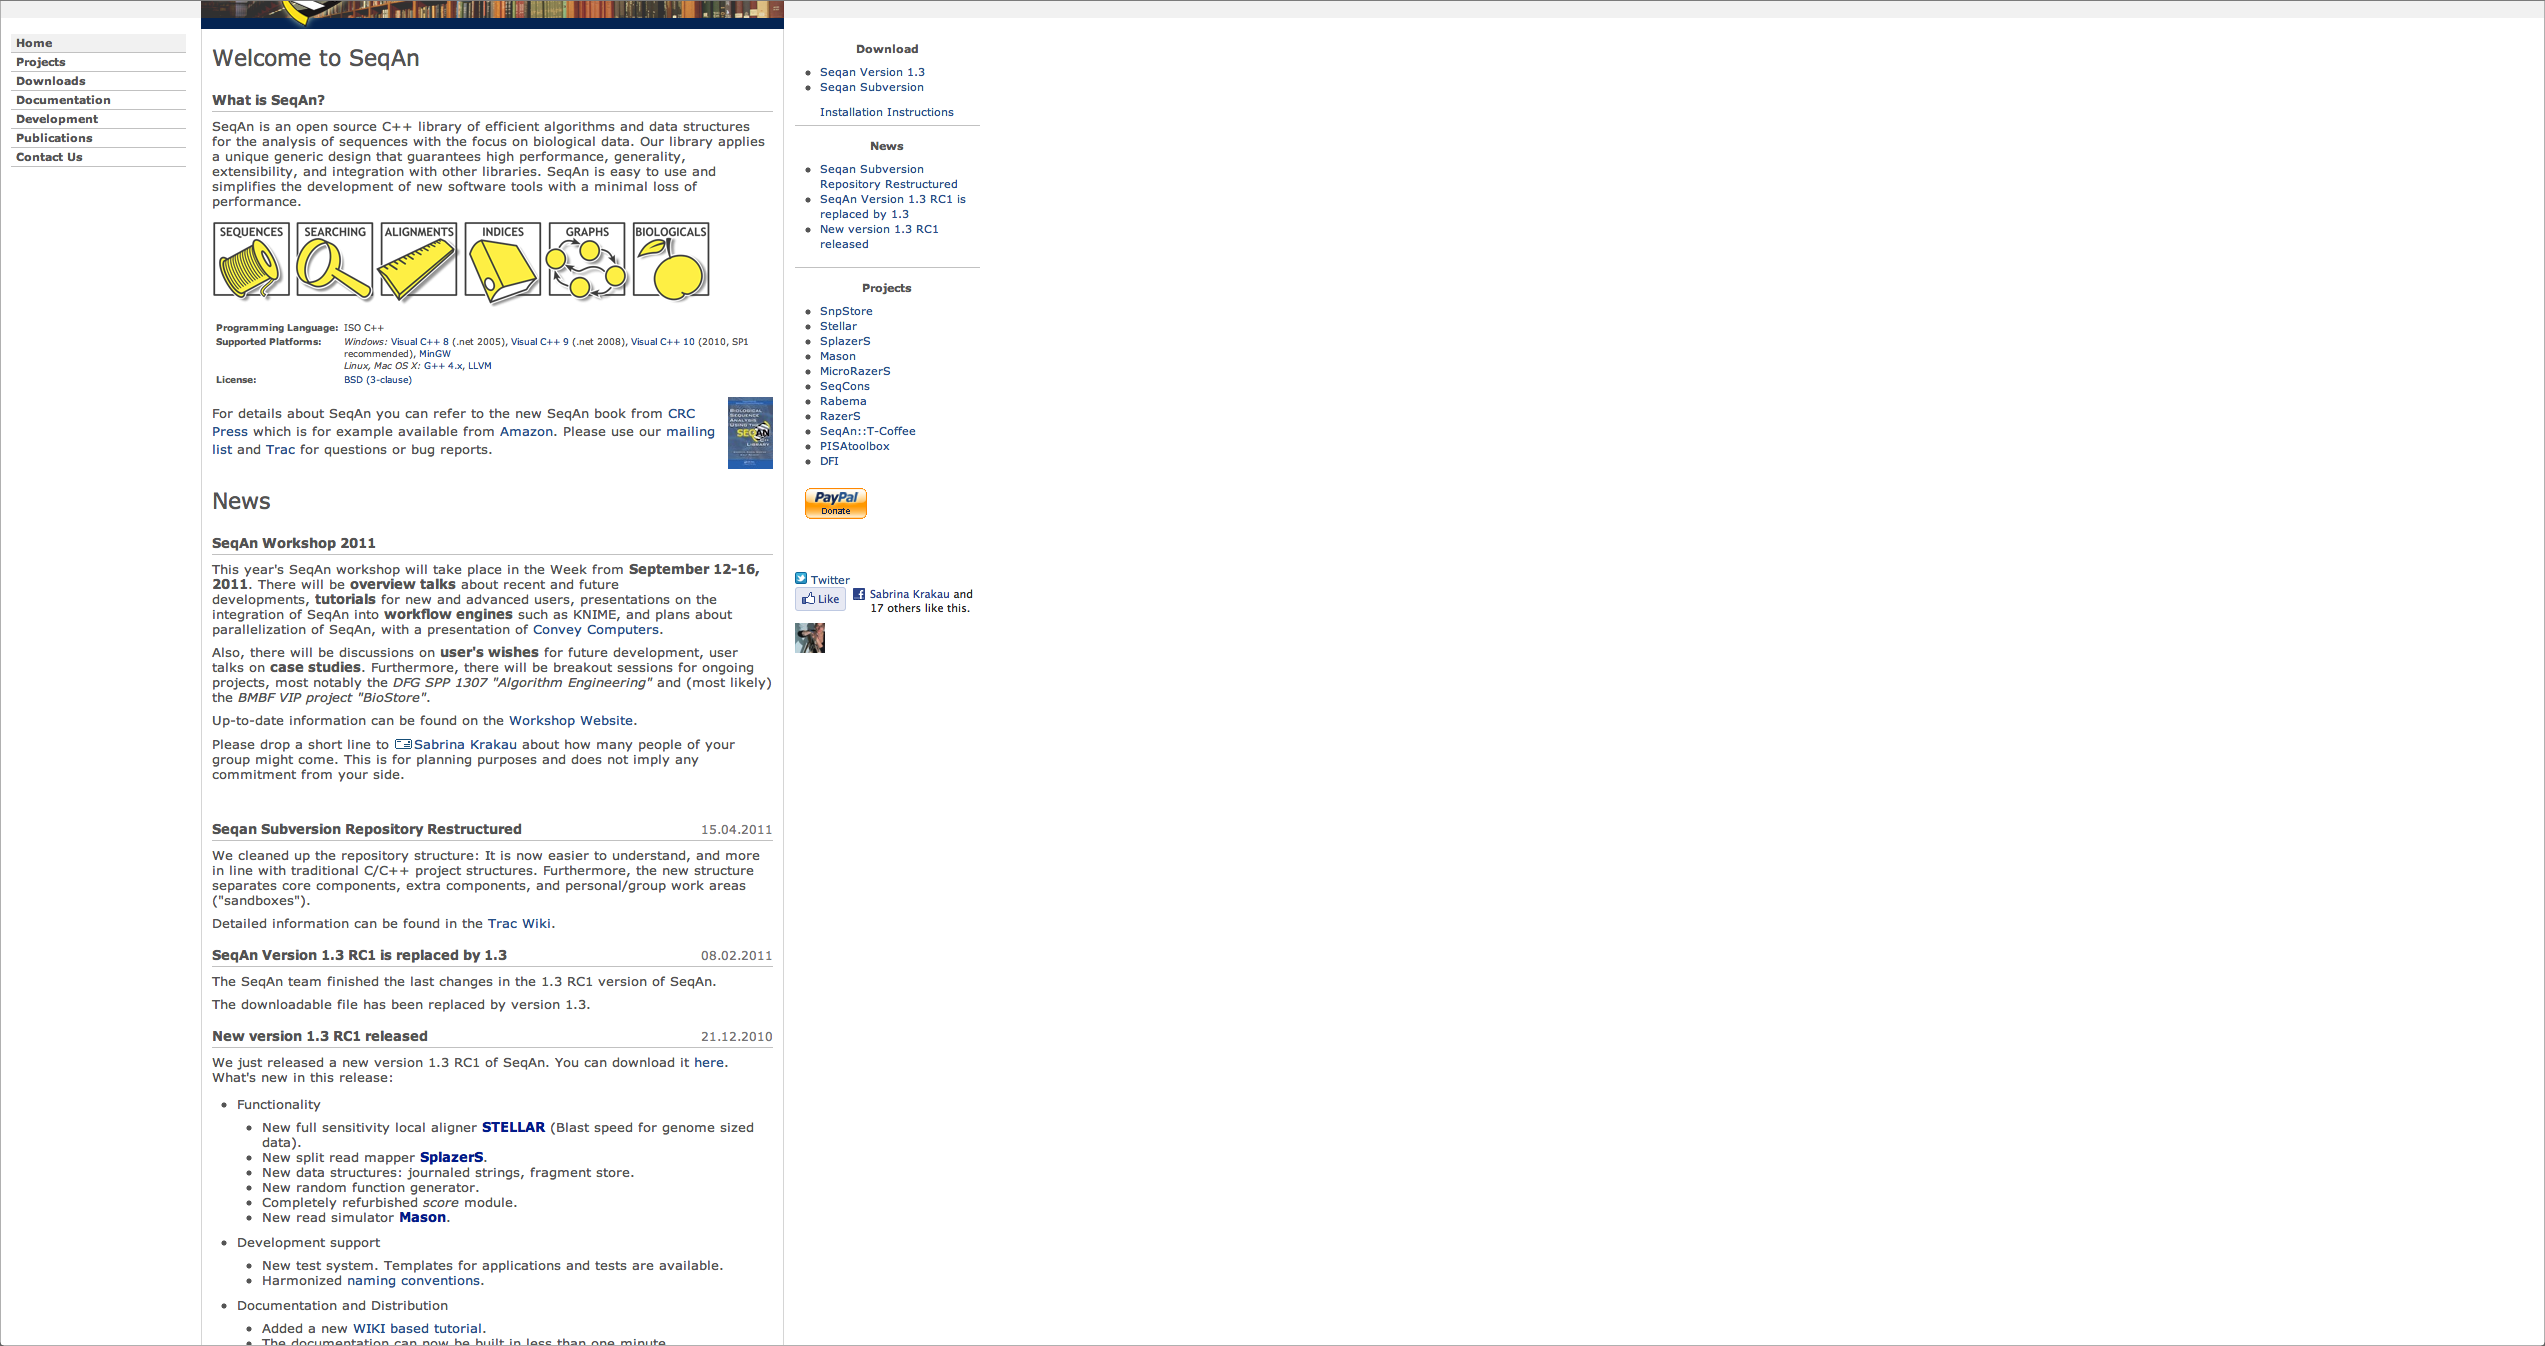 Home
Projects
Downloads
Documentation
Development
Publications
Contact Us
Welcome to SeqAn
What is SeqAn?
SeqAn is an open source C++ library of efficient algorithms and data structures
for the analysis of sequences with the focus on biological data. Our library applies
a unique generic design that guarantees high performance, generality,
extensibility, and integration with other libraries. SeqAn is easy to use and
simplifies the development of new software tools with a minimal loss of
performance.
SEQUENCES SEARCHING ALIGNMENTS INDICES GRAPHS BIOLOGICALS
Programming Language: ISO C++
Supported Platforms: Windows: Visual C++ 8 (.net 2005), Visual C++ 9 (.net 2008), Visual C++ 10 (2010, SP1
recommended), MinGW
Linux, Mac OS X: G++ 4.x, LLVM
License: BSD (3-clause)
For details about SeqAn you can refer to the new SeqAn book from CRC
Press which is for example available from Amazon. Please use our mailing
list and Trac for questions or bug reports.
BIOLOGICAL
SEQUENCE
ANALYSIS
USING THE
SEQAN
LIBRARY
News
SeqAn Workshop 2011
This year's SeqAn workshop will take place in the Week from September 12-16,
2011. There will be overview talks about recent and future
developments, tutorials for new and advanced users, presentations on the
integration of SeqAn into workflow engines such as KNIME, and plans about
parallelization of SeqAn, with a presentation of Convey Computers.
Also, there will be discussions on user's wishes for future development, user
talks on case studies. Furthermore, there will be breakout sessions for ongoing
projects, most notably the DFG SPP 1307 "Algorithm Engineering" and (most likely)
the BMBF VIP project "BioStore".
Up-to-date information can be found on the Workshop Website.
Please drop a short line to Sabrina Krakau about how many people of your
group might come. This is for planning purposes and does not imply any
commitment from your side.
Seqan Subversion Repository Restructured 15.04.2011
We cleaned up the repository structure: It is now easier to understand, and more
in line with traditional C/C++ project structures. Furthermore, the new structure
separates core components, extra components, and personal/group work areas
("sandboxes").
Detailed information can be found in the Trac Wiki.
SeqAn Version 1.3 RC1 is replaced by 1.3 08.02.2011
The SeqAn team finished the last changes in the 1.3 RC1 version of SeqAn.
The downloadable file has been replaced by version 1.3.
New version 1.3 RC1 released 21.12.2010
We just released a new version 1.3 RC1 of SeqAn. You can download it here.
What's new in this release:
Functionality
New full sensitivity local aligner STELLAR (Blast speed for genome sized
data).
New split read mapper SplazerS.
New data structures: journaled strings, fragment store.
New random function generator.
Completely refurbished score module.
New read simulator Mason.
Development support
New test system. Templates for applications and tests are available.
Harmonized naming conventions.
Documentation and Distribution
Added a new WIKI based tutorial.
The documentation can now be built in less than one minute
Download
Seqan Version 1.3
Seqan Subversion
Installation Instructions
News
Seqan Subversion
Repository Restructured
SeqAn Version 1.3 RC1 is
replaced by 1.3
New version 1.3 RC1
released
Projects
SnpStore
Stellar
SplazerS
Mason
MicroRazerS
SeqCons
Rabema
RazerS
SeqAn::T-Coffee
PISAtoolbox
DFI
PayPal
Donate
Twitter
Like Sabrina Krakau and
17 others like this.